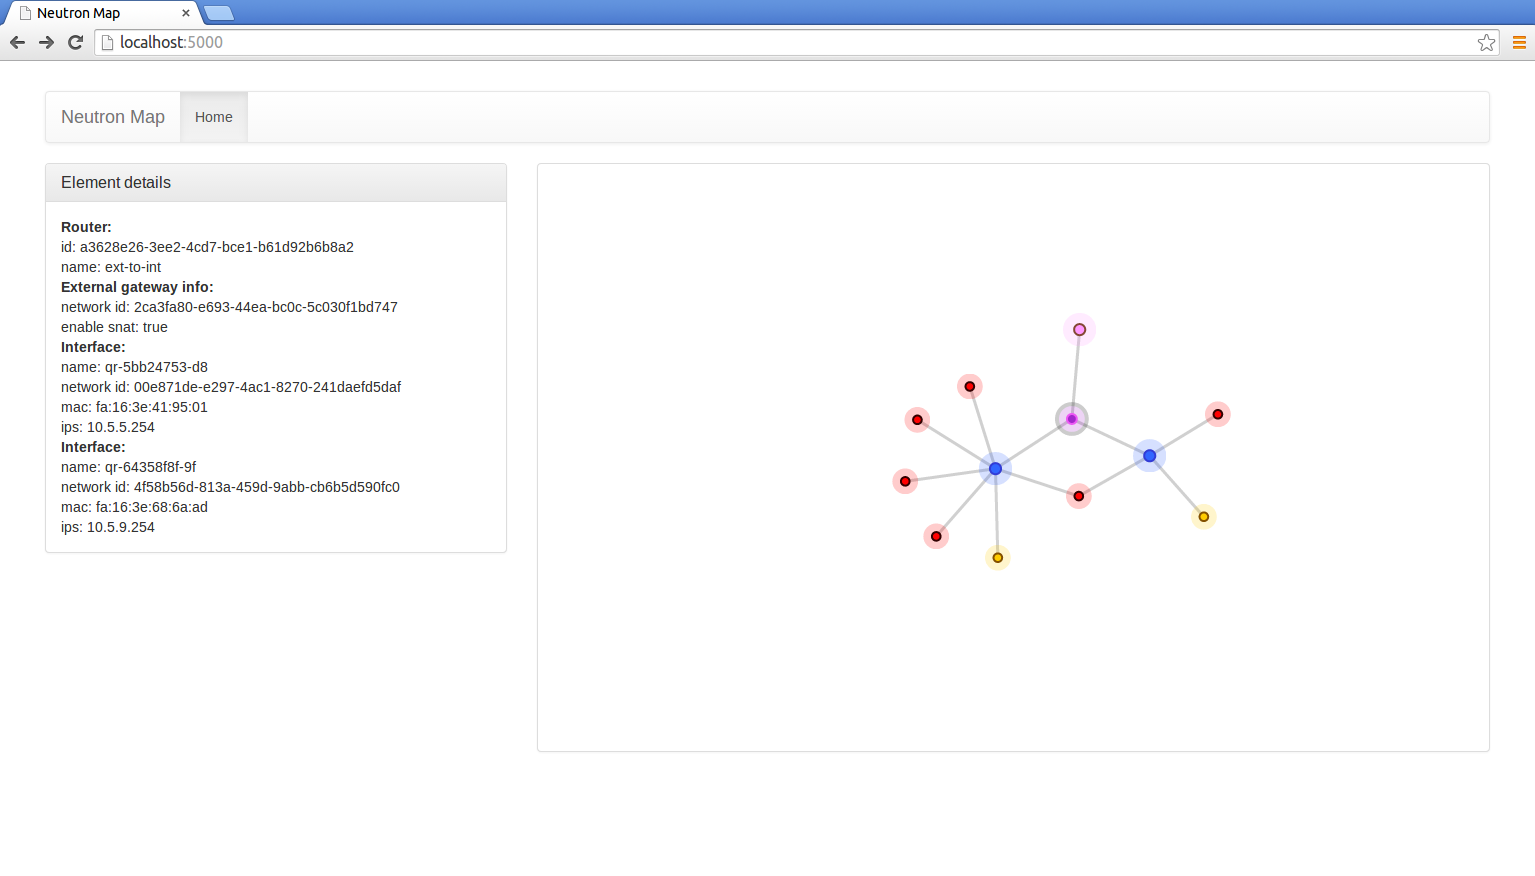 Neutron Map
localhost:5000
Neutron Map
Home
Element details
Router:
id: a3628e26-3ee2-4cd7-bce1-b61d92b6b8a2
name: ext-to-int
External gateway info:
network id: 2ca3fa80-e693-44ea-bc0c-5c030f1bd747
enable snat: true
Interface:
name: qr-5bb24753-d8
network id: 00e871de-e297-4ac1-8270-241daefd5daf
mac: fa:16:3e:41:95:01
ips: 10.5.5.254
Interface:
name: qr-64358f8f-9f
network id: 4f58b56d-813a-459d-9abb-cb6b5d590fc0
mac: fa:16:3e:68:6a:ad
ips: 10.5.9.254